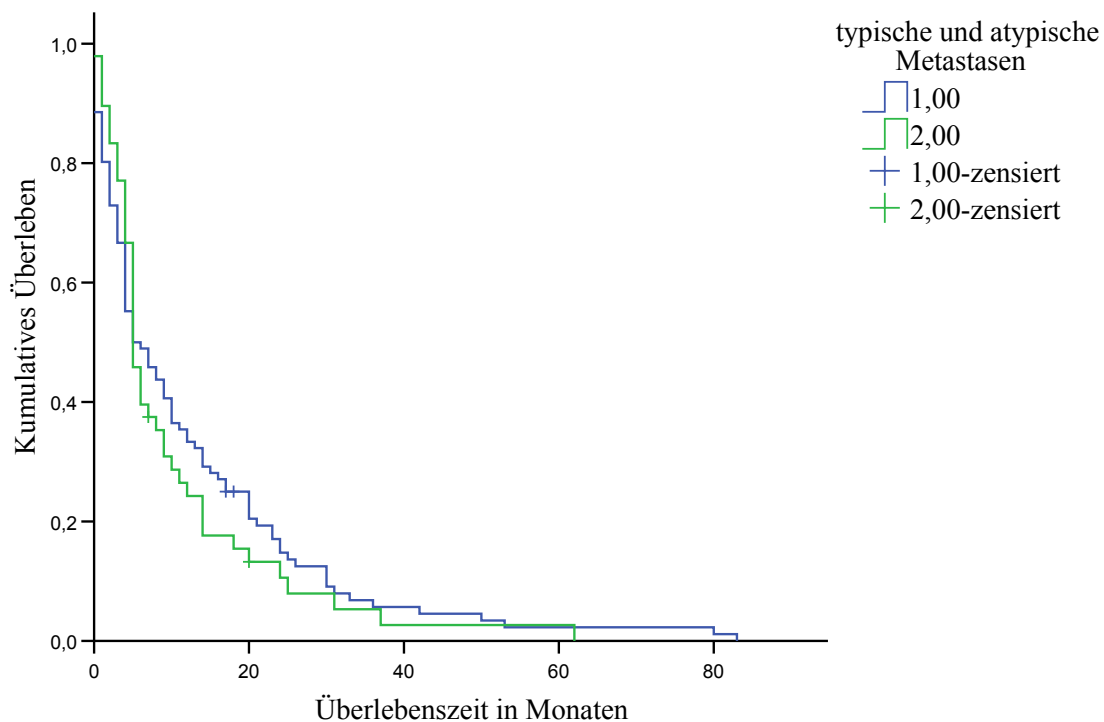 typische und atypische
Metastasen
1,00
2,00
1,00-zensiert
2,00-zensiert
Kumulatives Überleben
1,0
0,8
0,6
0,4
0,2
0,0
0 20 40 60 80
Überlebenszeit in Monaten